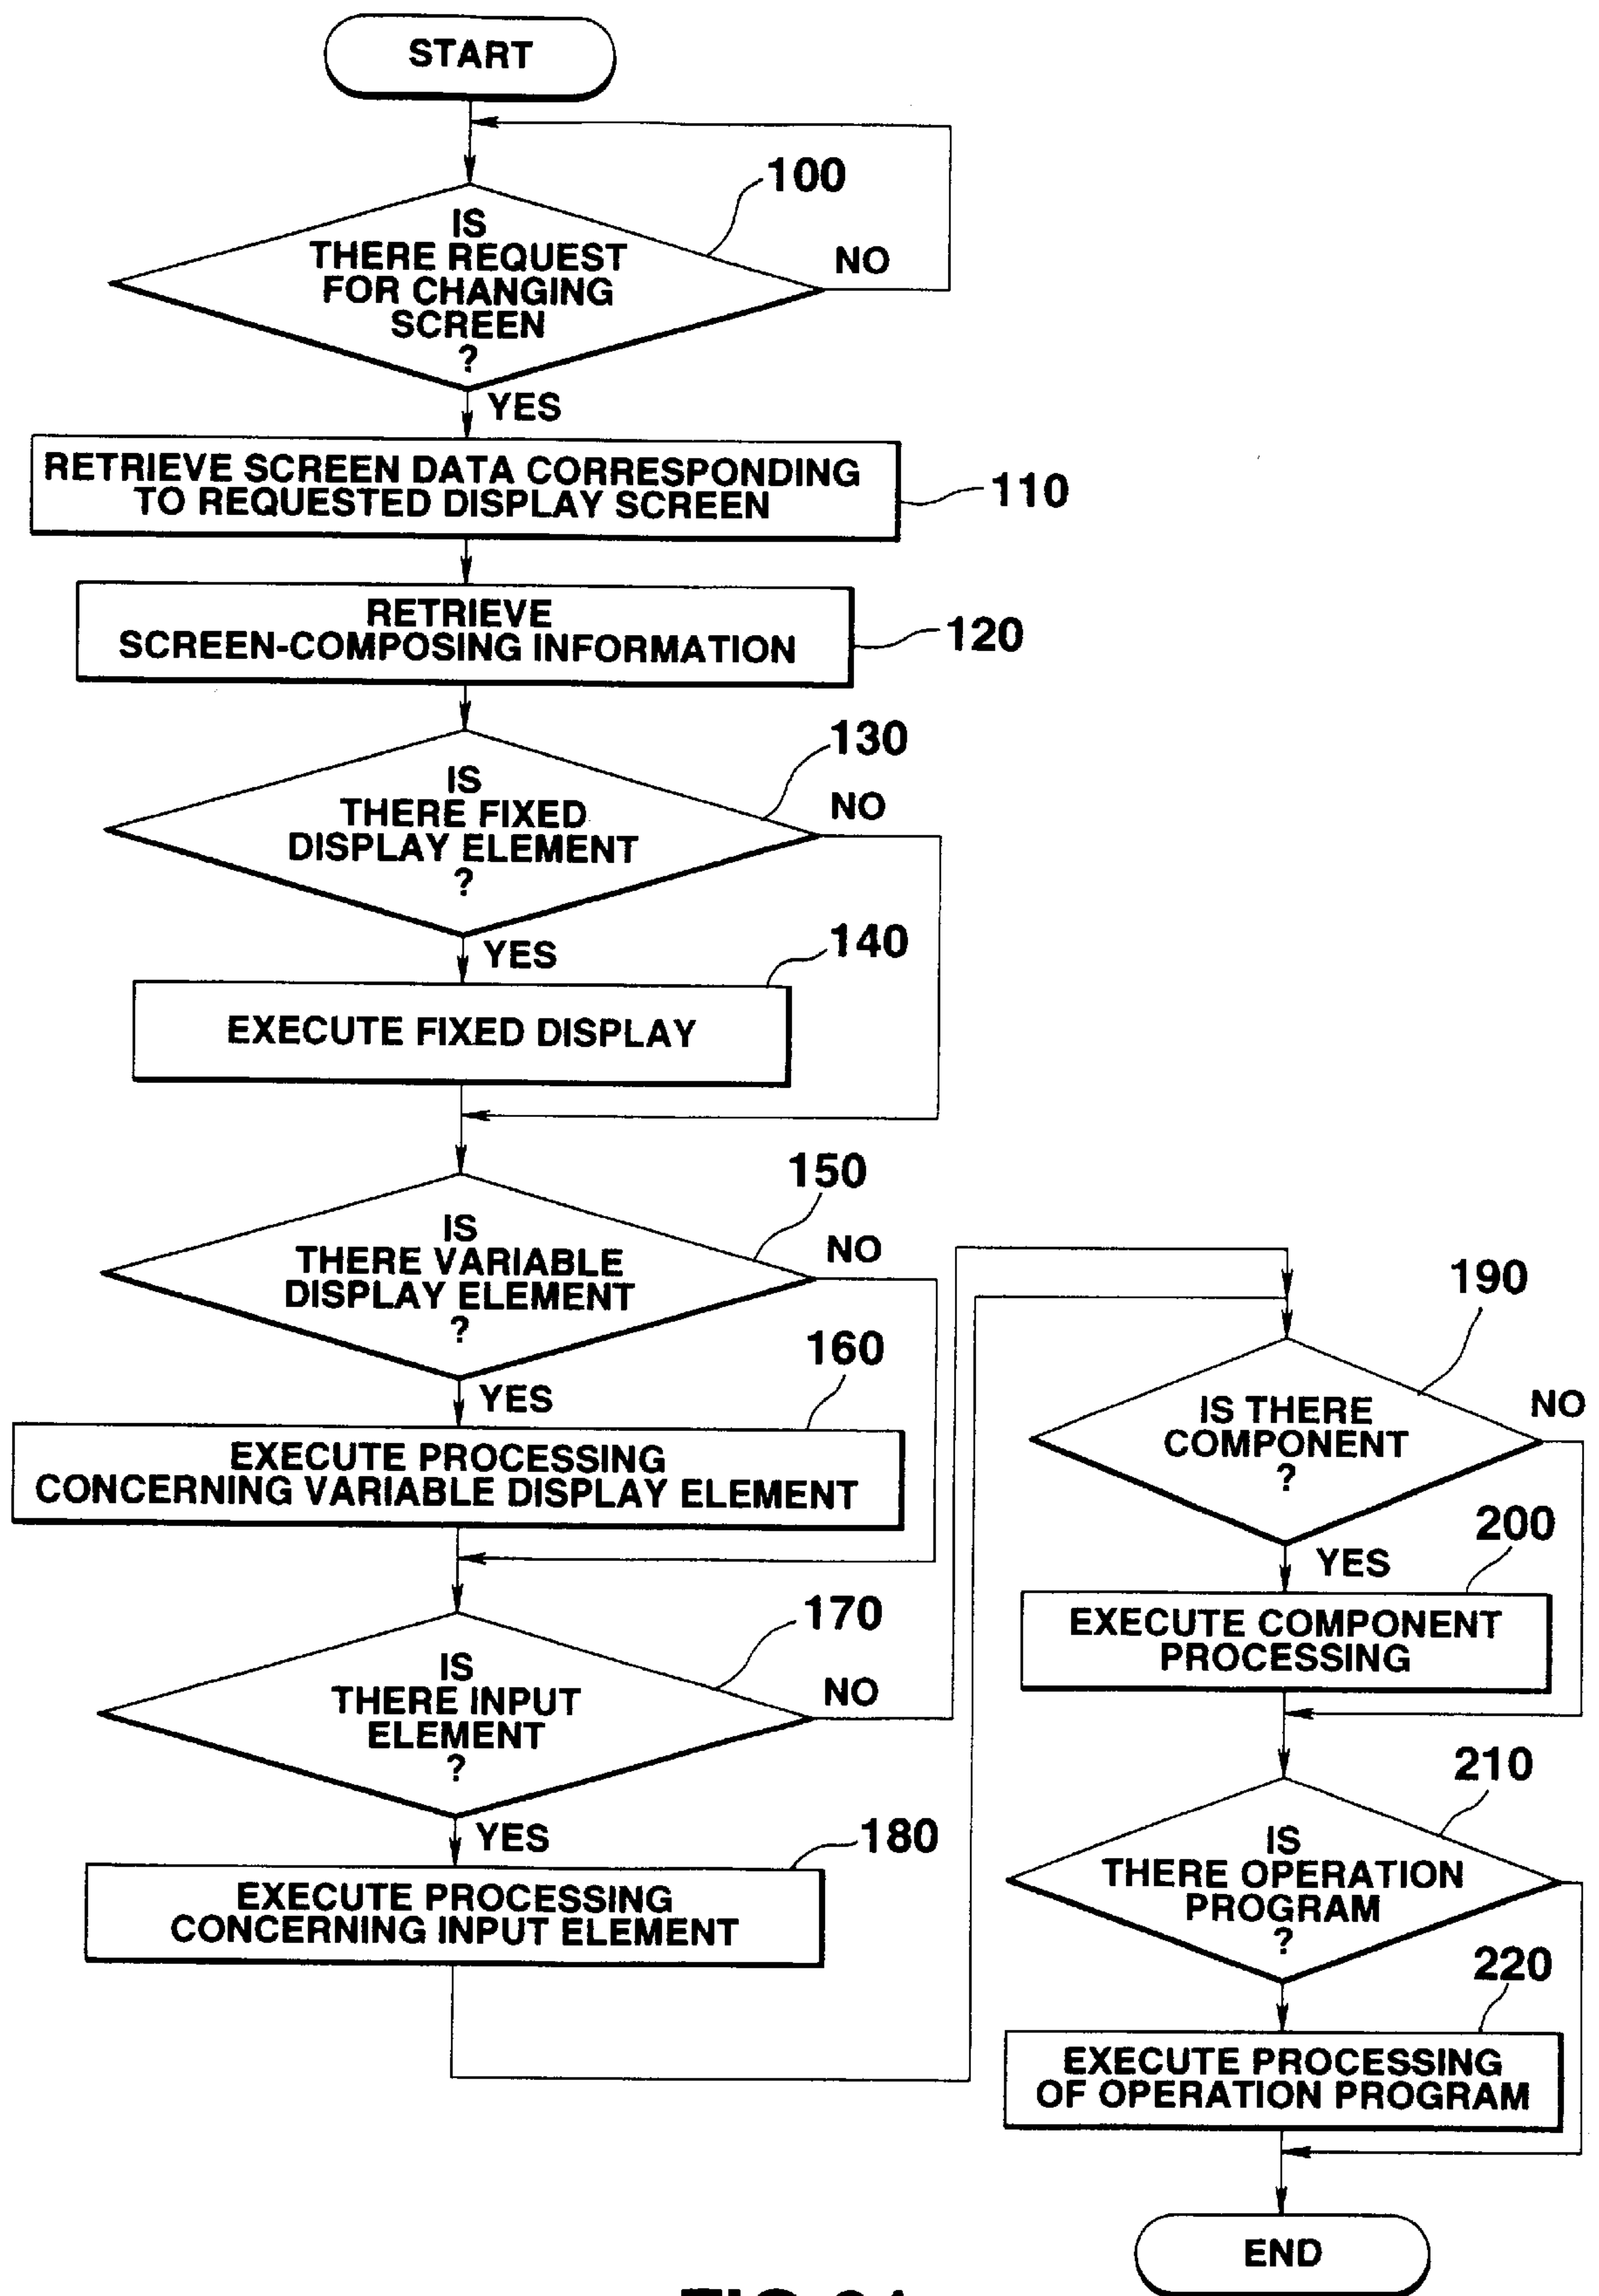 START
100
IS
THERE REQUEST
FOR CHANGING
SCREEN
?
NO
YES
RETRIEVE SCREEN DATA CORRESPONDING
TO REQUESTED DISPLAY SCREEN
110
RETRIEVE
SCREEN-COMPOSING INFORMATION
120
130
IS
THERE FIXED
DISPLAY ELEMENT
?
NO
YES
140
EXECUTE FIXED DISPLAY
150
IS
THERE VARIABLE
DISPLAY ELEMENT
?
NO
YES
160
EXECUTE PROCESSING
CONCERNING VARIABLE DISPLAY ELEMENT
170
IS
THERE INPUT
ELEMENT
?
NO
YES
180
EXECUTE PROCESSING
CONCERNING INPUT ELEMENT
190
IS THERE
COMPONENT
?
NO
YES
200
EXECUTE COMPONENT
PROCESSING
210
IS
THERE OPERATION
PROGRAM
?
220
EXECUTE PROCESSING
OF OPERATION PROGRAM
END